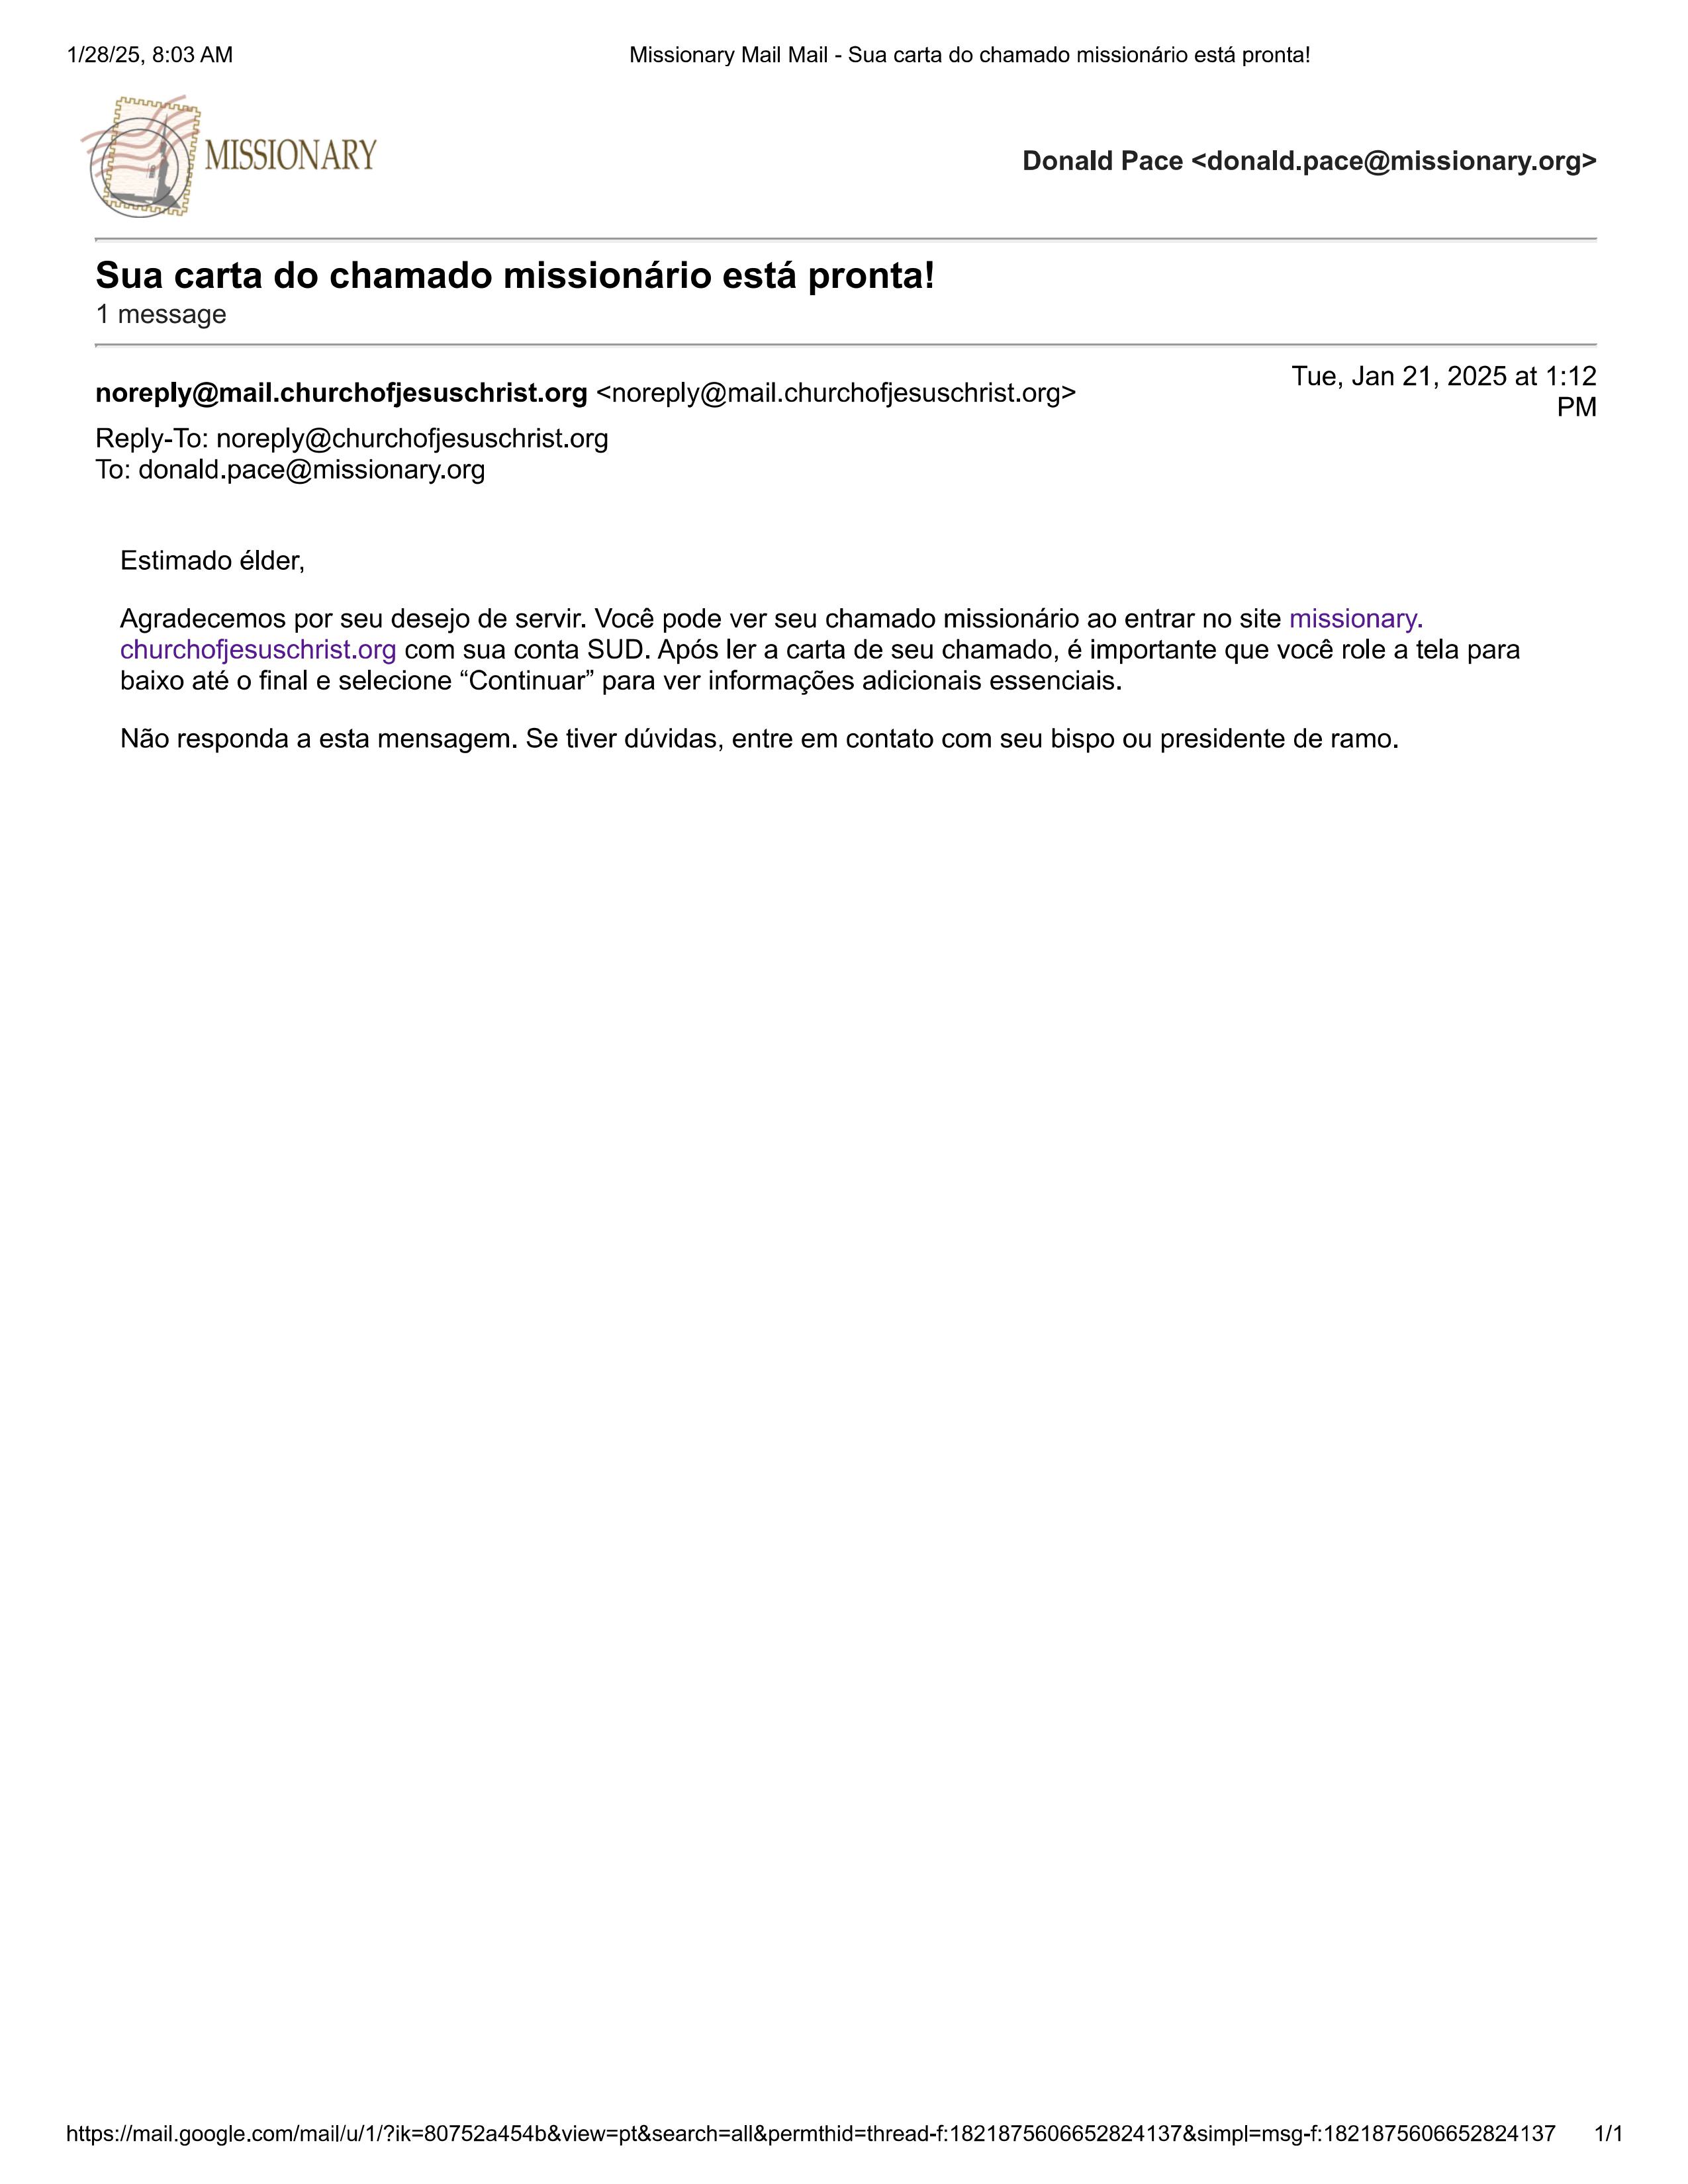 1/28/25, 8:03 AM
Missionary Mail Mail - Sua carta do chamado missionário está pronta!
MISSIONARY
Donald Pace <donald.pace@missionary.org>
Sua carta do chamado missionário está pronta!
1 message
noreply@mail.churchofjesuschrist.org <noreply@mail.churchofjesuschrist.org>
Tue, Jan 21, 2025 at 1:12
PM
Reply-To: noreply@churchofjesuschrist.org
To: donald.pace@missionary.org
Estimado élder,
Agradecemos por seu desejo de servir. Você pode ver seu chamado missionário ao entrar no site missionary.
churchofjesuschrist.org com sua conta SUD. Após ler a carta de seu chamado, é importante que você role a tela para
baixo até o final e selecione “Continuar” para ver informações adicionais essenciais.
Não responda a esta mensagem. Se tiver dúvidas, entre em contato com seu bispo ou presidente de ramo.
https://mail.google.com/mail/u/1/?ik=80752a454b&view=pt&search=all&permthid=thread-f:1821875606652824137&simpl=msg-f:1821875606652824137
1/1